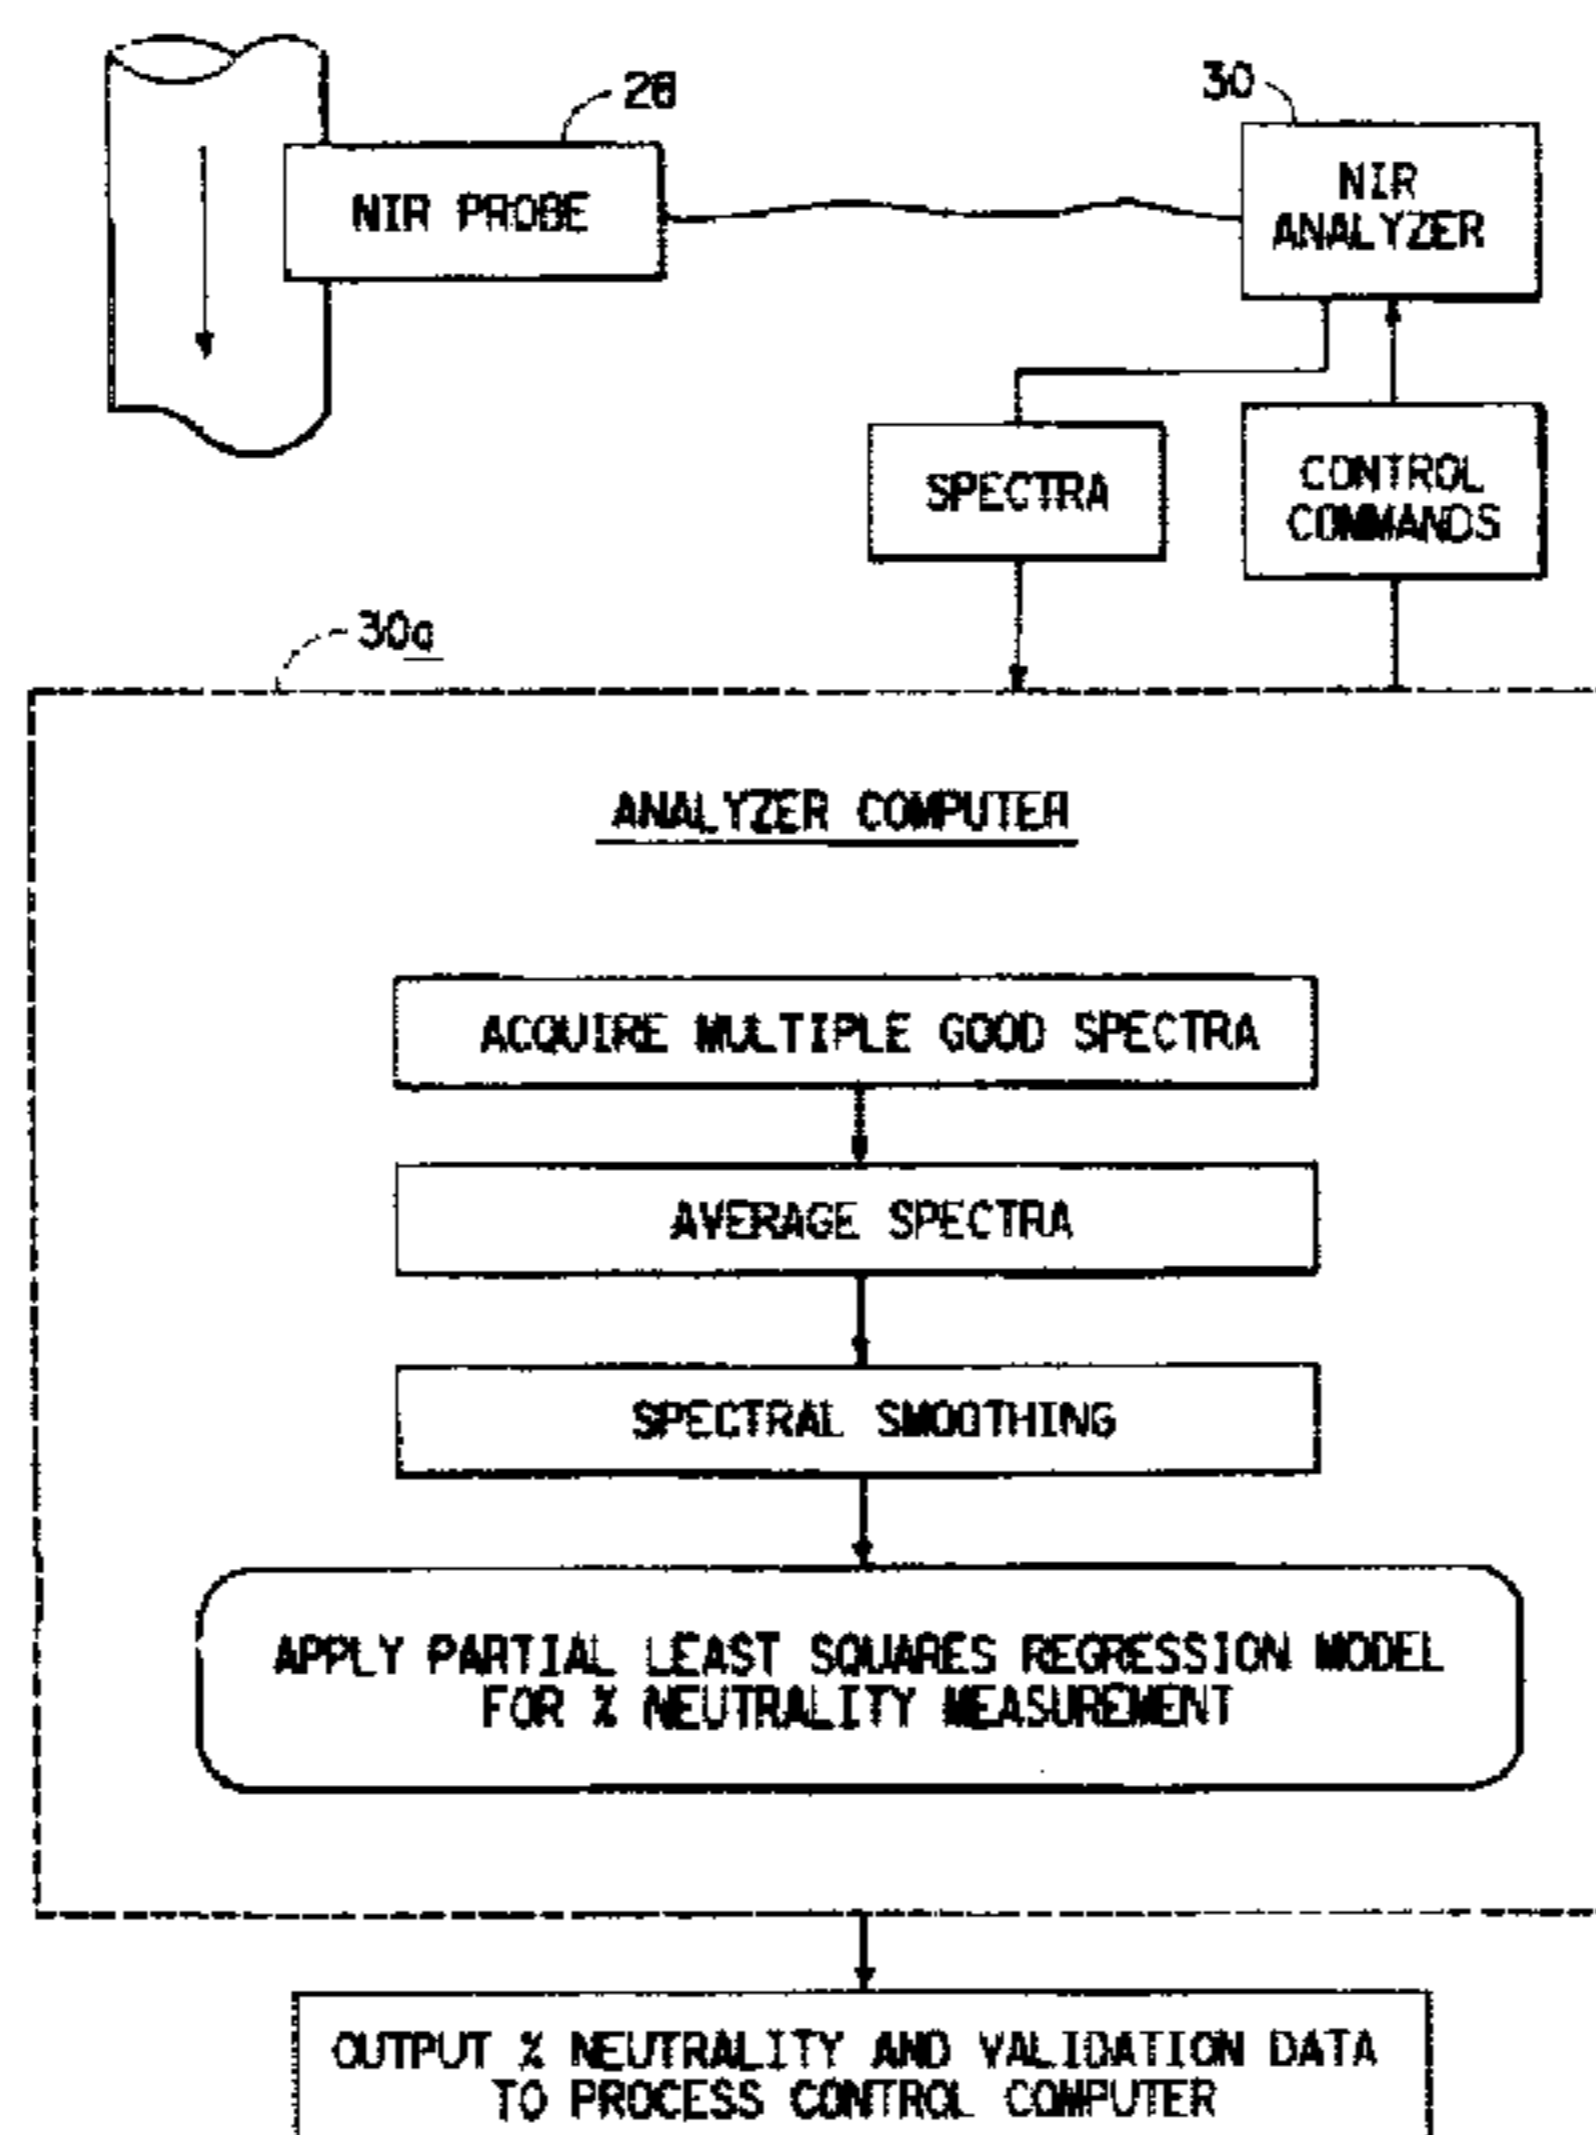 30
NIR PROBE
NIR
ANALYZER
SPECTRA
CONTROL
COMMANDS
30a
ANALYZER COMPUTER
ACQUIRE MULTIPLE GOOD SPECTRA
AVERAGE SPECTRA
SPECTRAL SMOOTHING
APPLY PARTIAL LEAST SQUARES REGRESSION MODEL
FOR % NEUTRALITY MEASUREMENT
OUTPUT % NEUTRALITY AND VALIDATION DATA
TO PROCESS CONTROL COMPUTER